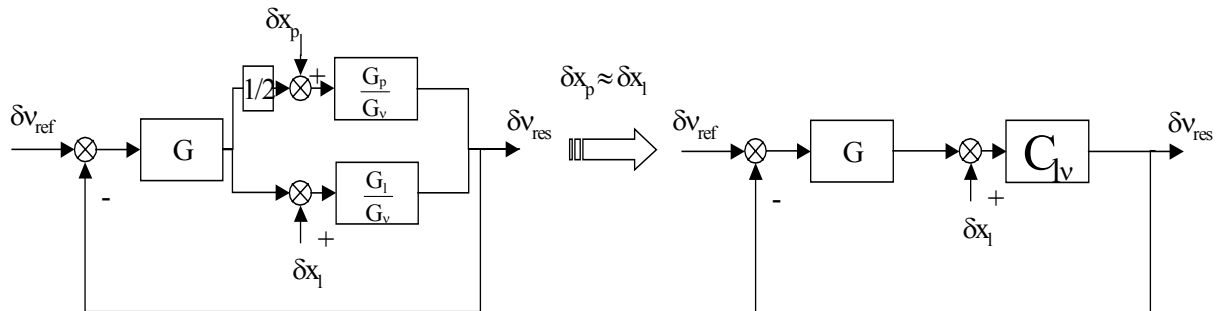 δx_p
1/2
+
G_p
G_ν
δν_ref
G
δν_res
-
G_l
G_ν
+
δx_l
δx_p ≈ δx_l
δν_ref
G
C_lν
δν_res
-
+
δx_l